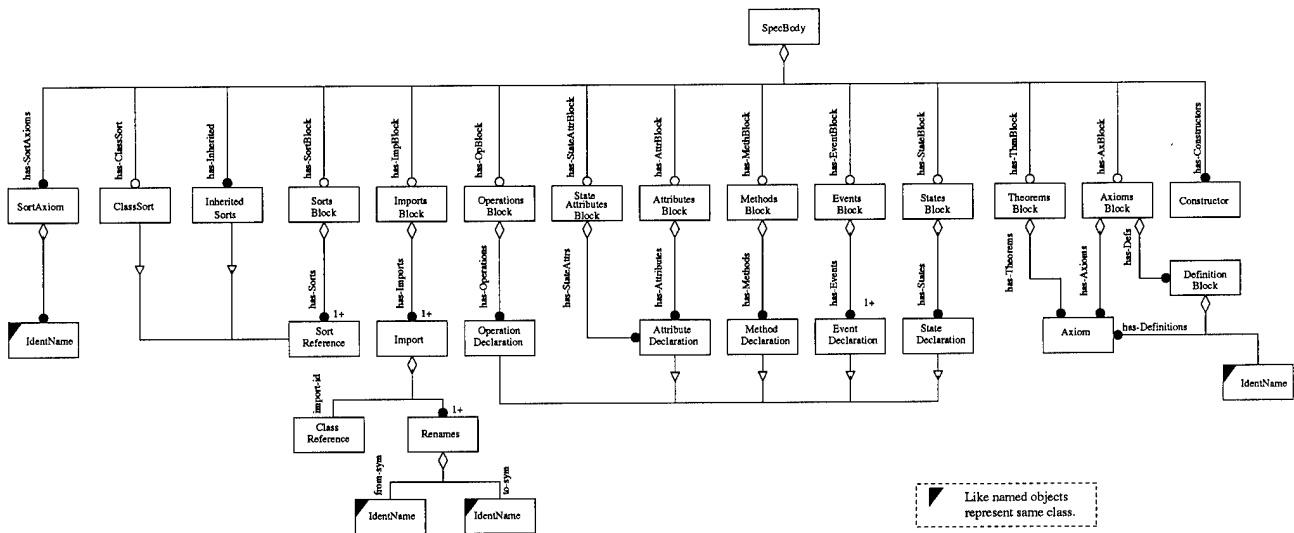 SpecBody
has-SortAxioms
has-ClassSort
has-Inherited
has-SortBlock
has-ImpBlock
has-OpBlock
has-StateAttrBlock
has-AttrBlock
has-MethBlock
has-EventBlock
has-StateBlock
has-ThmBlock
has-AxBlock
has-Constructors
SortAxiom
ClassSort
Inherited
Sorts
Sorts
Block
Imports
Block
Operations
Block
State
Attributes
Block
Attributes
Block
Methods
Block
Events
Block
States
Block
Theorems
Block
Axioms
Block
Constructor
has-Sorts
has-Imports
has-Operations
has-StateAttrs
has-Attributes
has-Methods
has-Events
has-States
has-Theorems
has-Axioms
has-Defs
Definition
Block
1+
1+
1+
IdentName
Sort
Reference
Import
Operation
Declaration
Attribute
Declaration
Method
Declaration
Event
Declaration
State
Declaration
Axiom
has-Definitions
IdentName
import-id
1+
Class
Reference
Renames
from-sym
to-sym
IdentName
IdentName
Like named objects
represent same class.